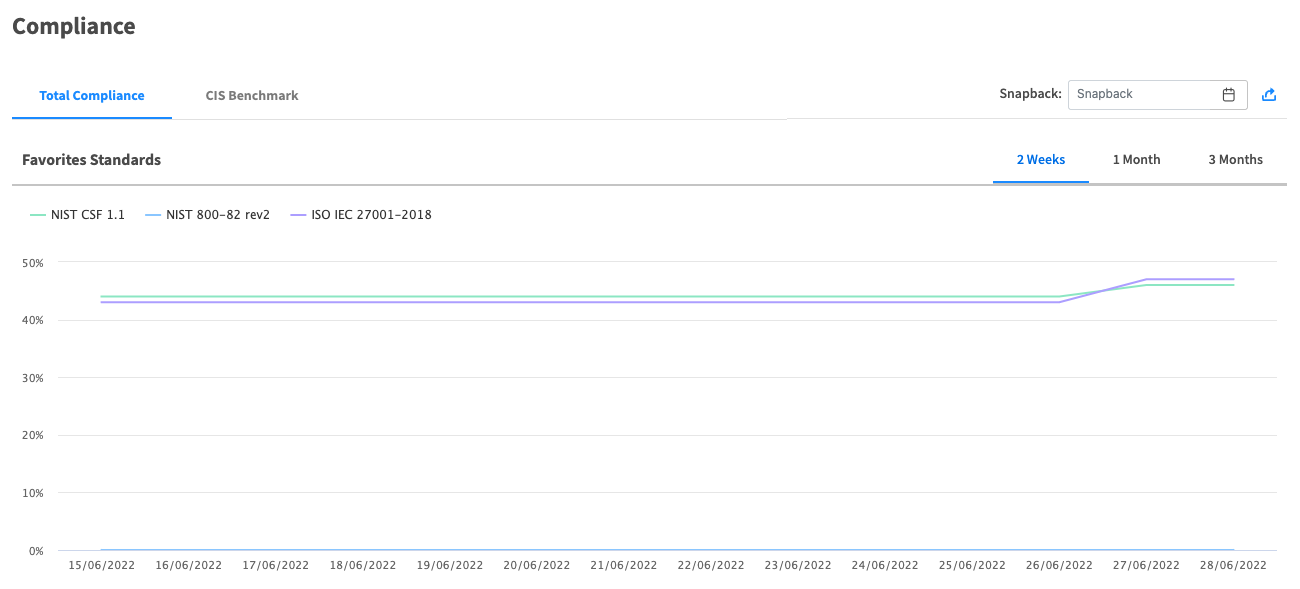 Compliance
Total Compliance CIS Benchmark Snapback: Snapback
Favorites Standards 2 Weeks 1 Month 3 Months
NIST CSF 1.1 NIST 800-82 rev2 ISO IEC 27001-2018
50%
40%
30%
20%
10%
0%
15/06/2022 16/06/2022 17/06/2022 18/06/2022 19/06/2022 20/06/2022 21/06/2022 22/06/2022 23/06/2022 24/06/2022 25/06/2022 26/06/2022 27/06/2022 28/06/2022